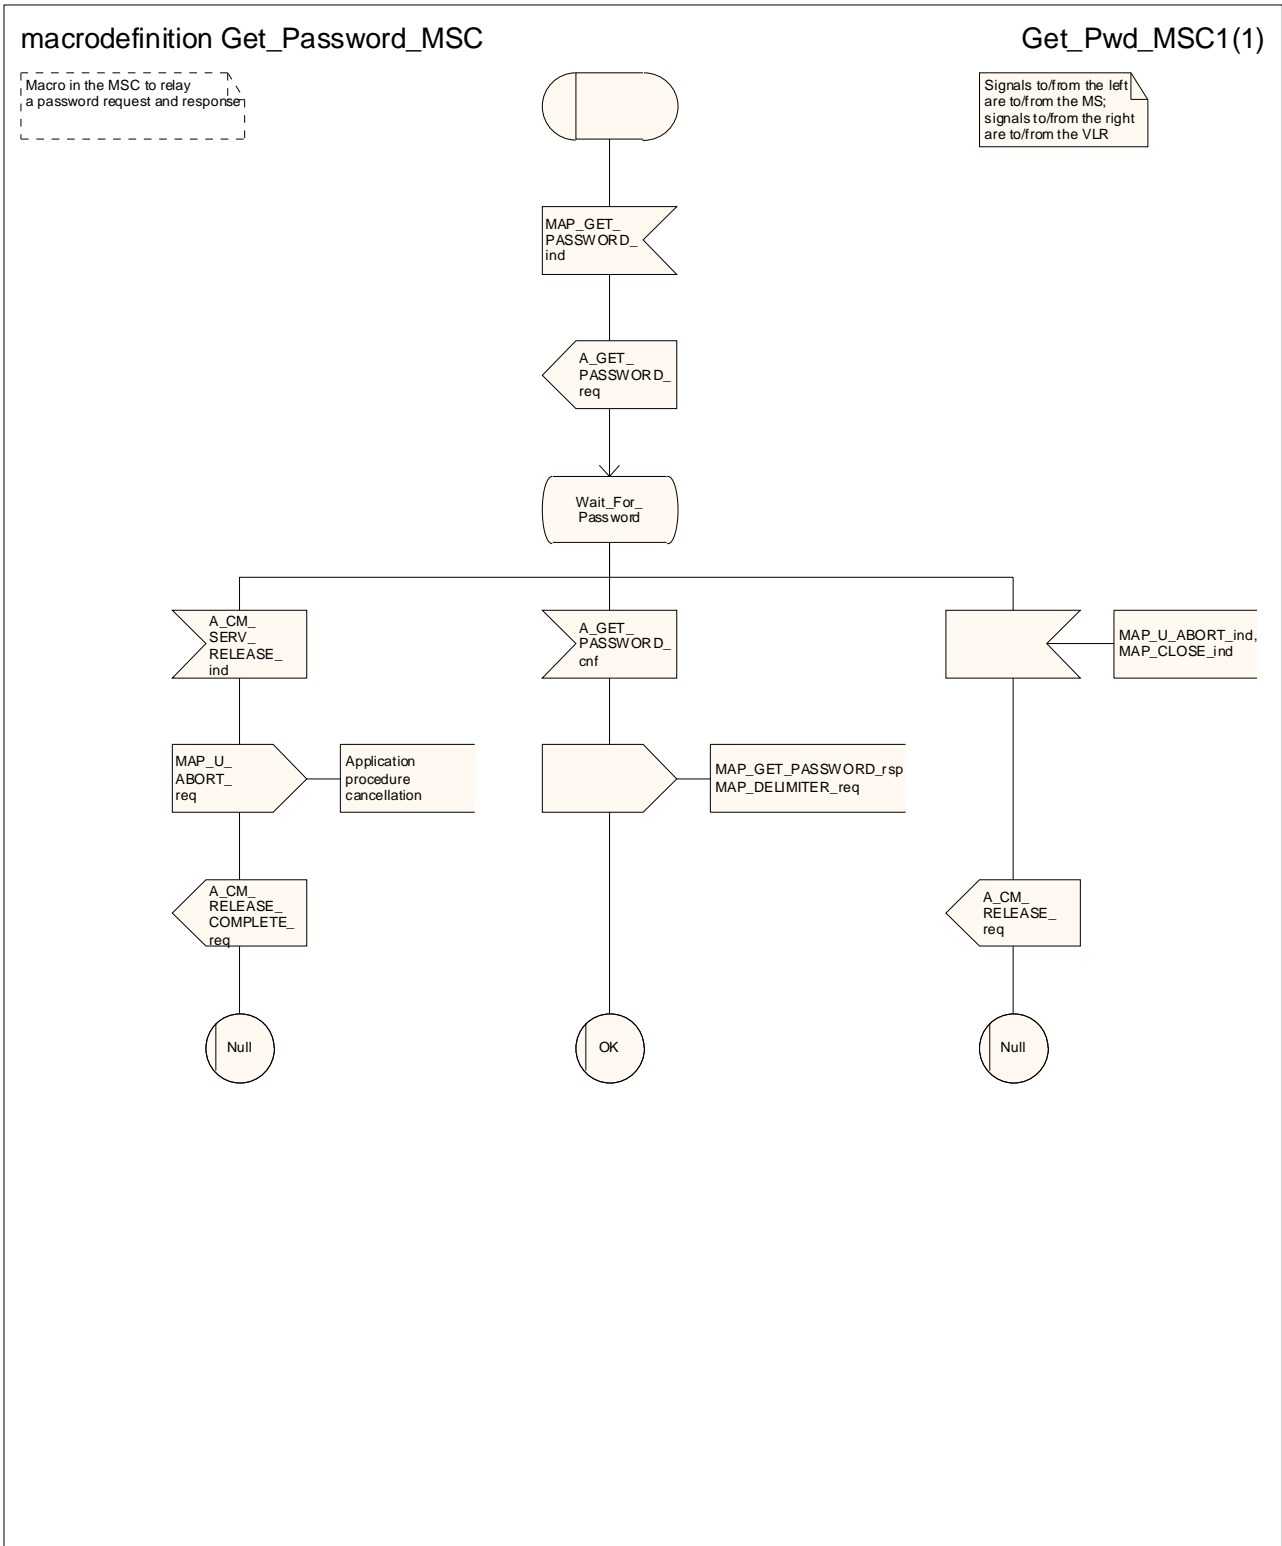 macrodefinition Get_Password_MSC
Get_Pwd_MSC1(1)
Macro in the MSC to relay
a password request and response
Signals to/from the left
are to/from the MS;
signals to/from the right
are to/from the VLR
MAP_GET_
PASSWORD_
ind
A_GET_
PASSWORD_
req
Wait_For_
Password
A_CM_
SERV_
RELEASE_
ind
A_GET_
PASSWORD_
cnf
MAP_U_ABORT_ind,
MAP_CLOSE_ind
MAP_U_
ABORT_
req
Application
procedure
cancellation
MAP_GET_PASSWORD_rsp
MAP_DELIMITER_req
A_CM_
RELEASE_
COMPLETE_
req
A_CM_
RELEASE_
req
Null
OK
Null